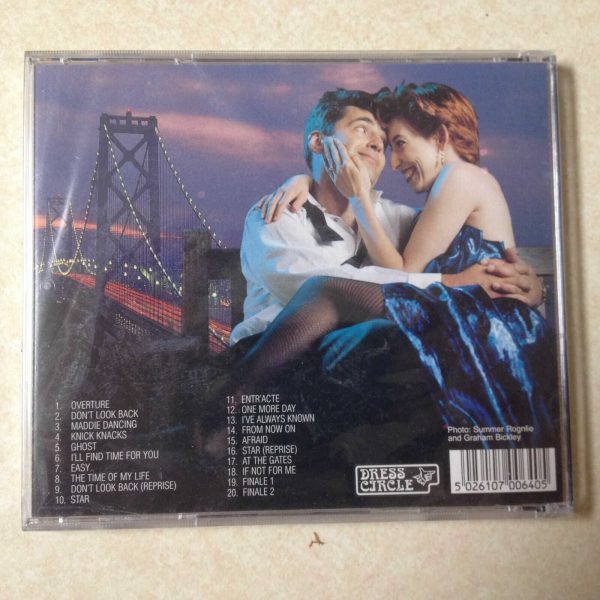 1. OVERTURE
2. DON'T LOOK BACK
3. MADDIE DANCING
4. KNICK KNACKS
5. GHOST
6. I'LL FIND TIME FOR YOU
7. EASY
8. THE TIME OF MY LIFE
9. DON'T LOOK BACK (REPRISE)
10. STAR
11. ENTR'ACTE
12. ONE MORE DAY
13. I'VE ALWAYS KNOWN
14. FROM NOW ON
15. AFRAID
16. STAR (REPRISE)
17. AT THE GATES
18. IF NOT FOR ME
19. FINALE 1
20. FINALE 2
Photo: Summer Rognlie
and Graham Bickley
DRESS
CIRCLE
5 026107 006405